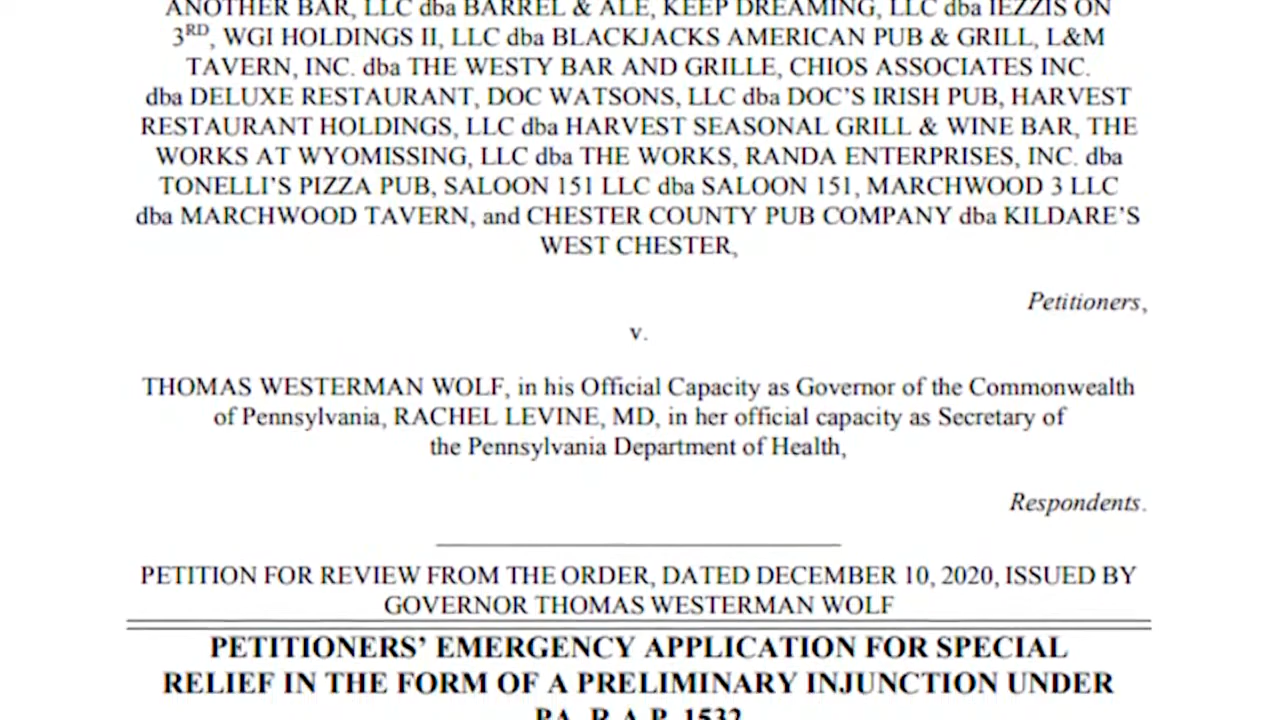 ANOTHER BAR, LLC dba BARREL & ALE, KEEP DREAMING, LLC dba IEZZIS ON
3RD, WGI HOLDINGS II, LLC dba BLACKJACKS AMERICAN PUB & GRILL, L&M
TAVERN, INC. dba THE WESTY BAR AND GRILLE, CHIOS ASSOCIATES INC.
dba DELUXE RESTAURANT, DOC WATSONS, LLC dba DOC'S IRISH PUB, HARVEST
RESTAURANT HOLDINGS, LLC dba HARVEST SEASONAL GRILL & WINE BAR, THE
WORKS AT WYOMISSING, LLC dba THE WORKS, RANDA ENTERPRISES, INC. dba
TONELLI'S PIZZA PUB, SALOON 151 LLC dba SALOON 151, MARCHWOOD 3 LLC
dba MARCHWOOD TAVERN, and CHESTER COUNTY PUB COMPANY dba KILDARE'S
WEST CHESTER,
Petitioners,
v.
THOMAS WESTERMAN WOLF, in his Official Capacity as Governor of the Commonwealth
of Pennsylvania, RACHEL LEVINE, MD, in her official capacity as Secretary of
the Pennsylvania Department of Health,
Respondents.
PETITION FOR REVIEW FROM THE ORDER, DATED DECEMBER 10, 2020, ISSUED BY
GOVERNOR THOMAS WESTERMAN WOLF
PETITIONERS' EMERGENCY APPLICATION FOR SPECIAL
RELIEF IN THE FORM OF A PRELIMINARY INJUNCTION UNDER
PA. R.A.P. 1532